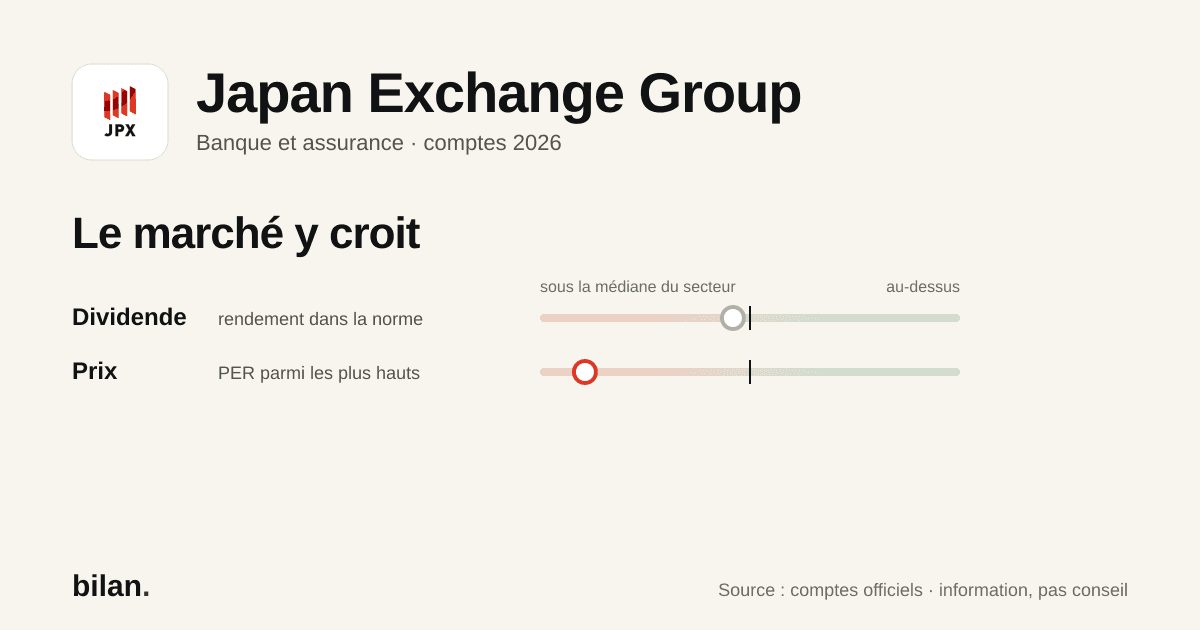 JPX
Japan Exchange Group
Banque et assurance · comptes 2026
Le marché y croit
sous la médiane du secteur au-dessus
Dividende rendement dans la norme
Prix PER parmi les plus hauts
bilan.
Source : comptes officiels · information, pas conseil